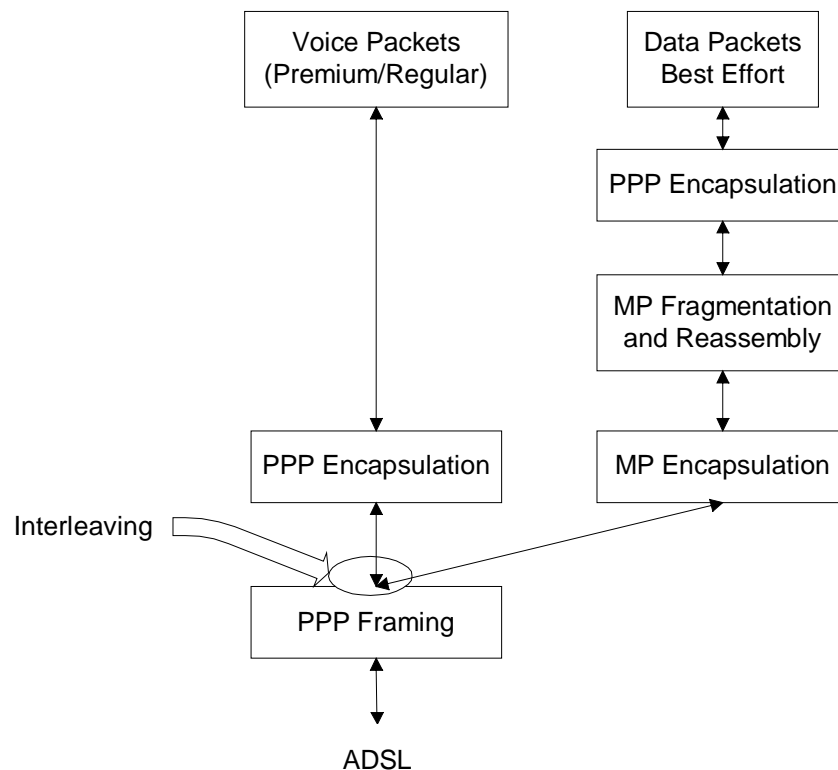 Voice Packets
(Premium/Regular)
Data Packets
Best Effort
PPP Encapsulation
MP Fragmentation
and Reassembly
PPP Encapsulation
MP Encapsulation
Interleaving
PPP Framing
ADSL